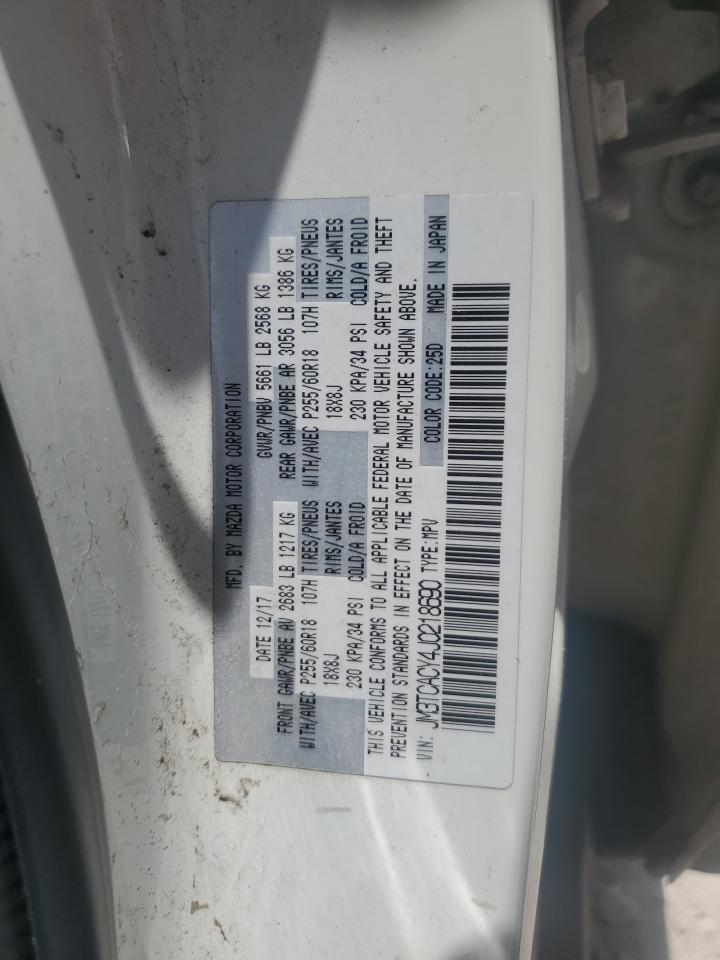 MFD. BY MAZDA MOTOR CORPORATION
DATE 12/17 GVWR/PNBV 5661 LB 2568 KG
FRONT GAWR/PNBE AV 2683 LB 1217 KG REAR GAWR/PNBE AR 3056 LB 1386 KG
WITH/AVEC P255/60R18 107H TIRES/PNEUS WITH/AVEC P255/60R18 107H TIRES/PNEUS
18X8J RIMS/JANTES 18X8J RIMS/JANTES
230 KPA/34 PSI COLD/A FROID 230 KPA/34 PSI COLD/A FROID
THIS VEHICLE CONFORMS TO ALL APPLICABLE FEDERAL MOTOR VEHICLE SAFETY AND THEFT
PREVENTION STANDARDS IN EFFECT ON THE DATE OF MANUFACTURE SHOWN ABOVE.
VIN: JM3TCACY4J0218690 TYPE:MPV COLOR CODE:25D MADE IN JAPAN